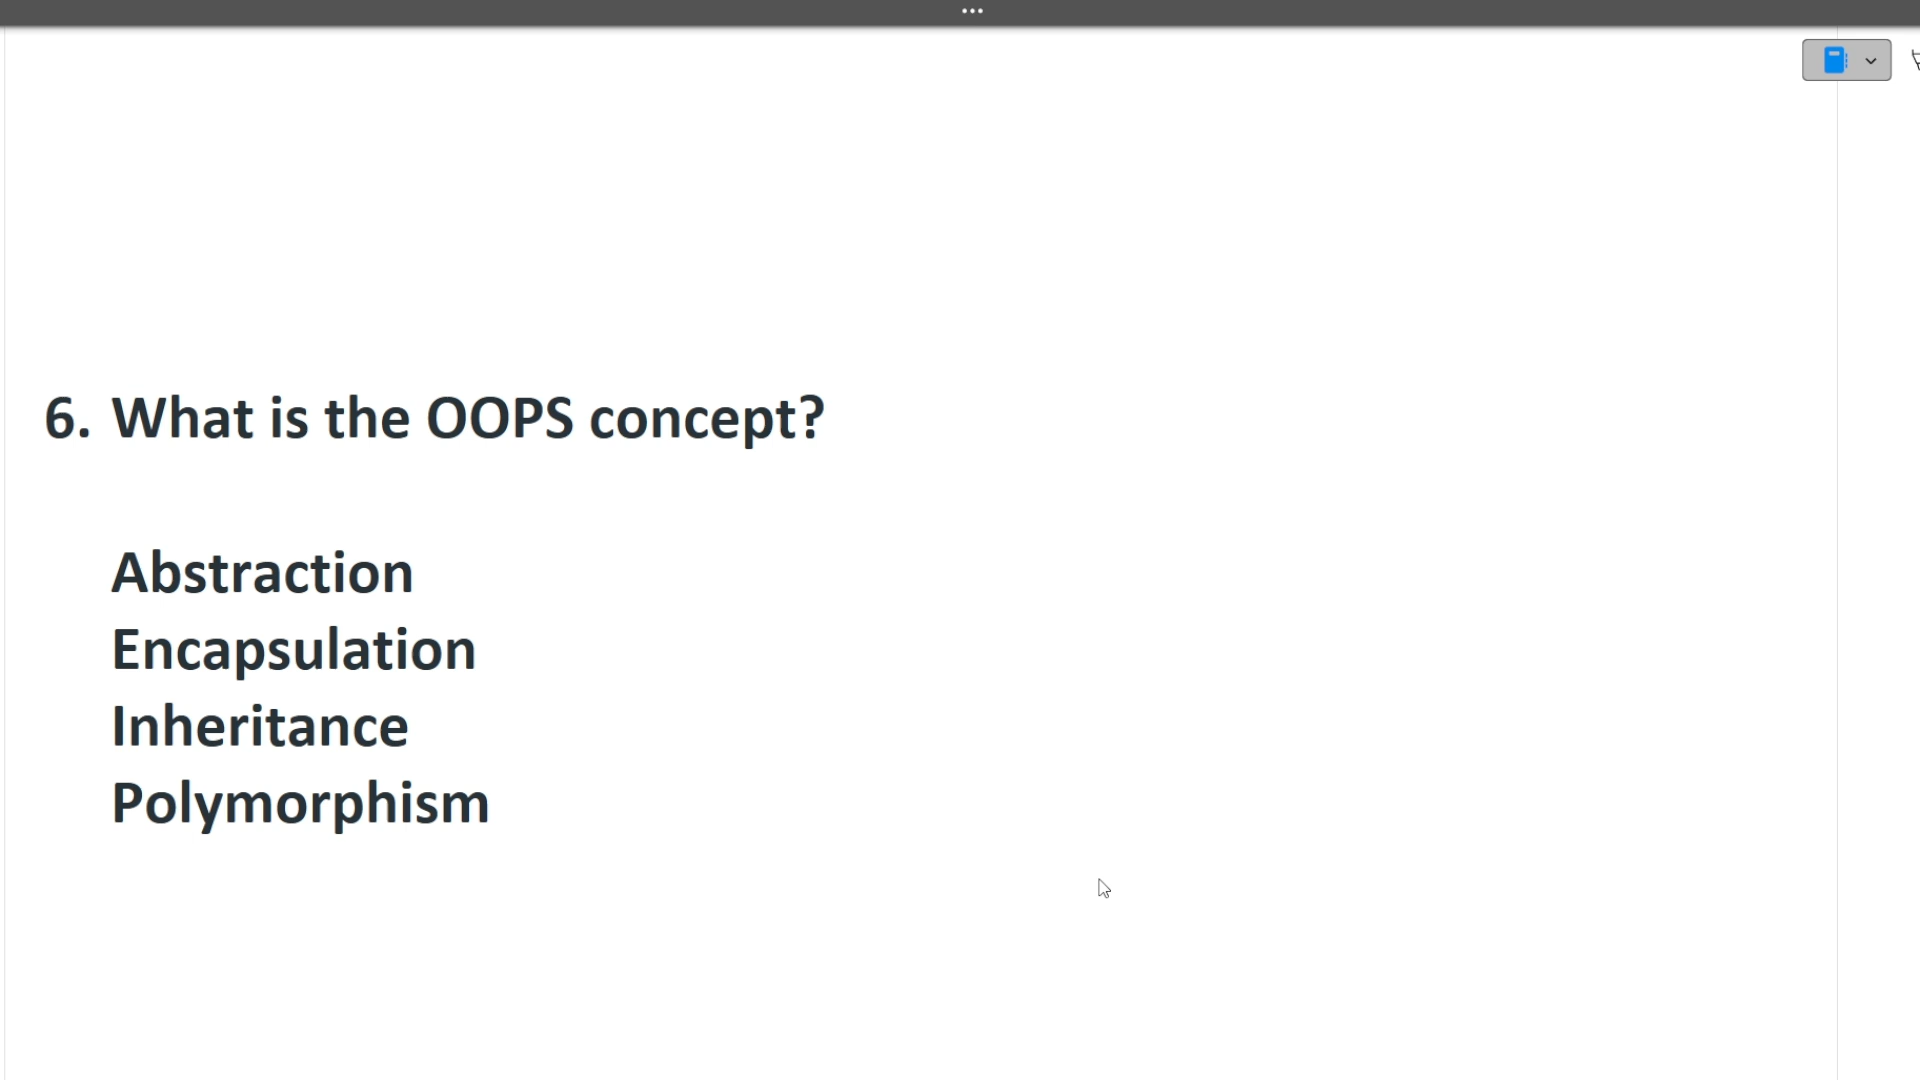 6. What is the OOPS concept?
Abstraction
Encapsulation
Inheritance
Polymorphism